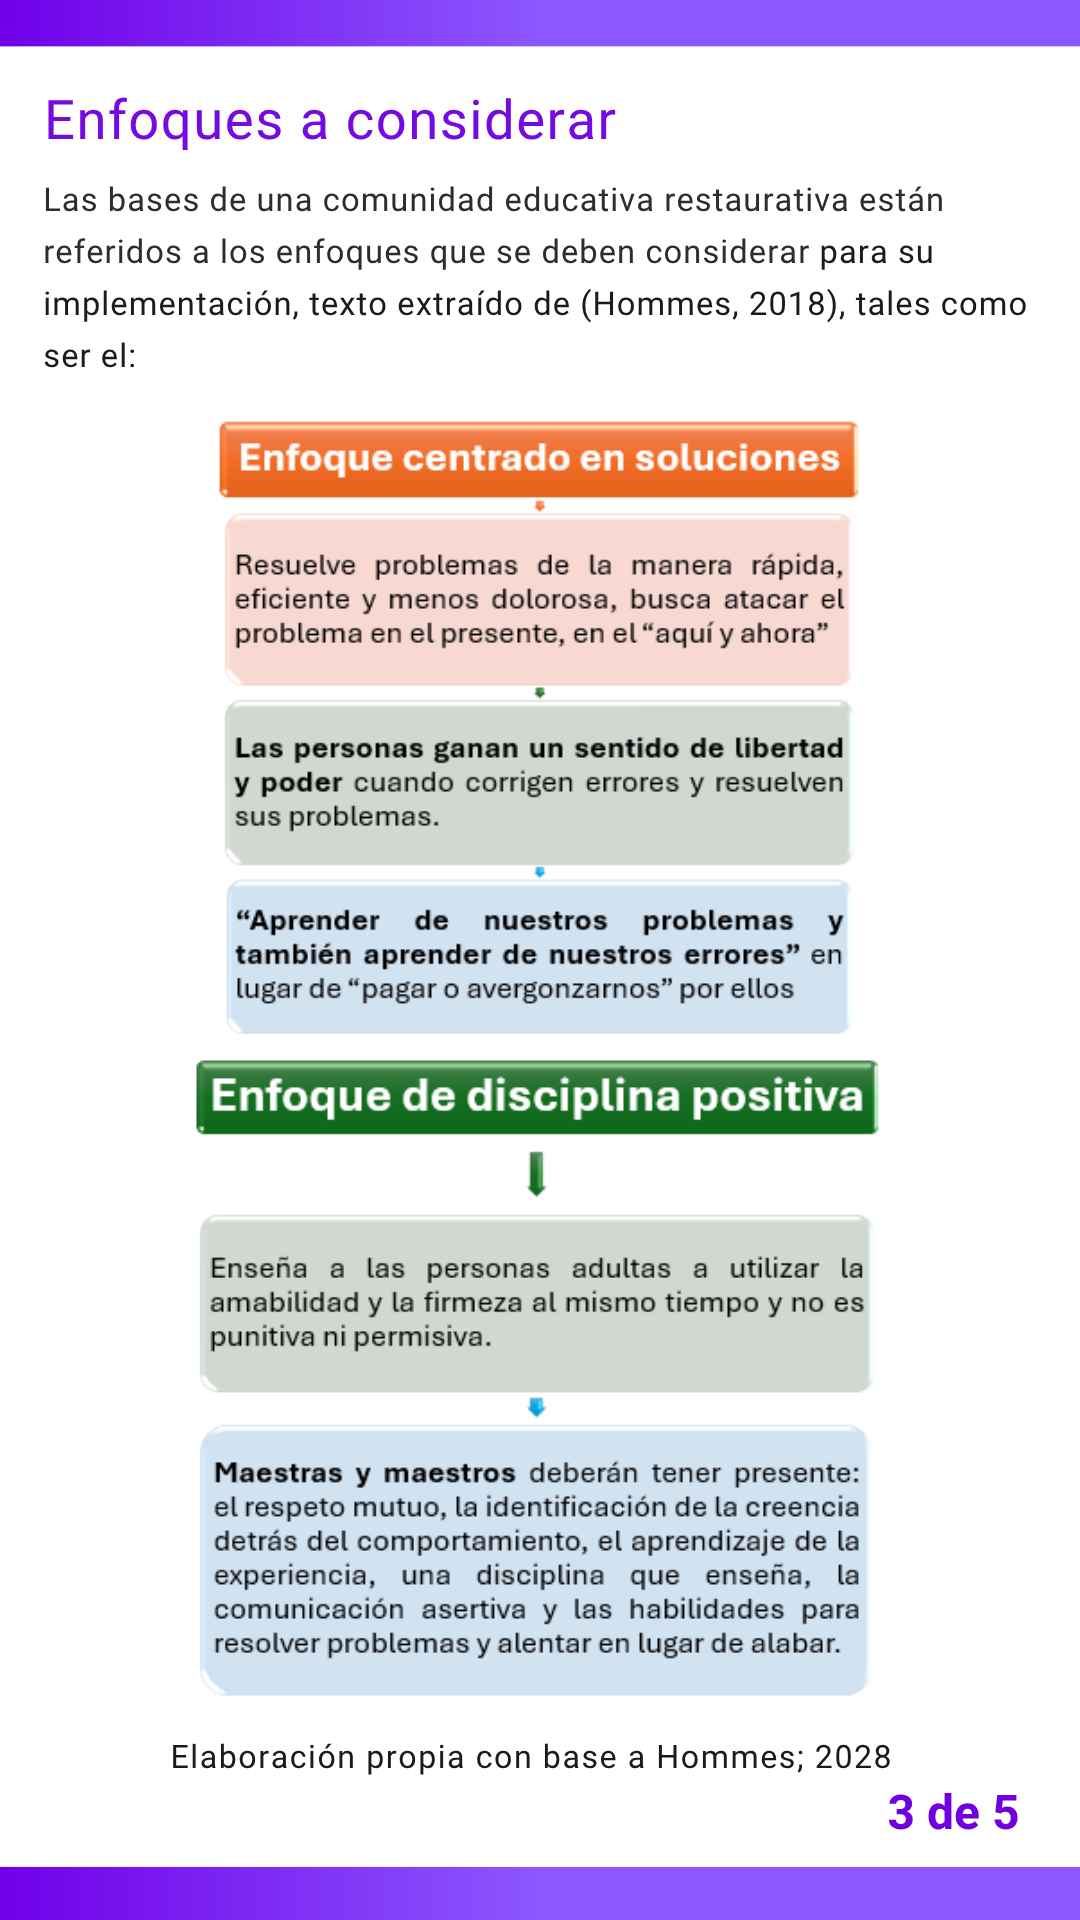 Enfoques a considerar
Las bases de una comunidad educativa restaurativa están
referidos a los enfoques que se deben considerar para su
implementación, texto extraído de (Hommes, 2018), tales como
ser el:
Enfoque centrado en soluciones
Resuelve problemas de la manera rápida,
eficiente y menos dolorosa, busca atacar el
problema en el presente, en el “aquí y ahora”
Las personas ganan un sentido de libertad
y poder cuando corrigen errores y resuelven
sus problemas.
“Aprender de nuestros problemas y
también aprender de nuestros errores” en
lugar de “pagar o avergonzarnos” por ellos
Enfoque de disciplina positiva
Enseña a las personas adultas a utilizar la
amabilidad y la firmeza al mismo tiempo y no es
punitiva ni permisiva.
Maestras y maestros deberán tener presente:
el respeto mutuo, la identificación de la creencia
detrás del comportamiento, el aprendizaje de la
experiencia, una disciplina que enseña, la
comunicación asertiva y las habilidades para
resolver problemas y alentar en lugar de alabar.
Elaboración propia con base a Hommes; 2028
3 de 5